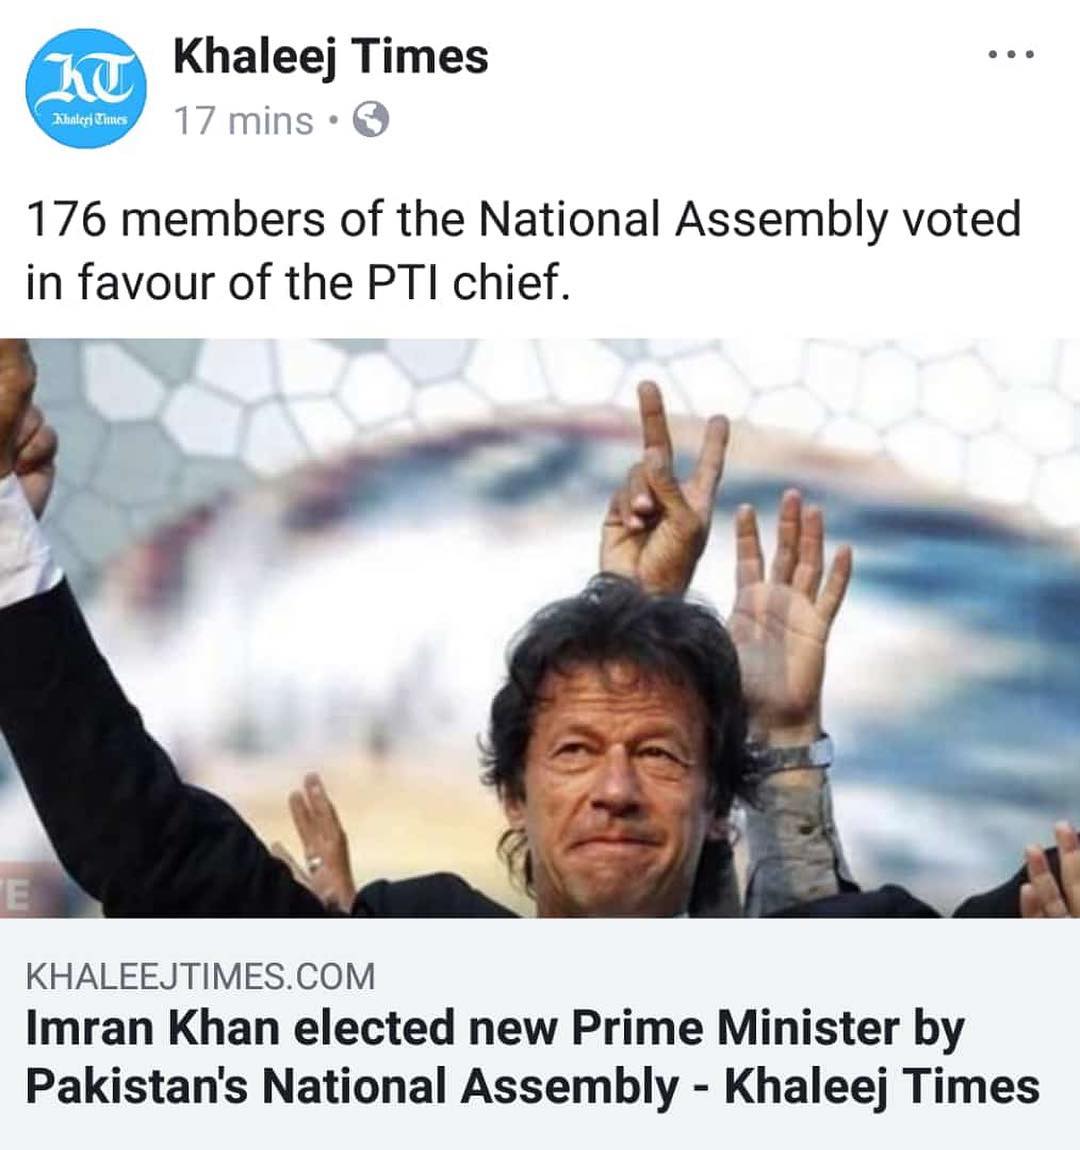 KT
Khaleej Times
Khaleej Times
17 mins •
176 members of the National Assembly voted
in favour of the PTI chief.
E
KHALEEJTIMES.COM
Imran Khan elected new Prime Minister by
Pakistan's National Assembly - Khaleej Times